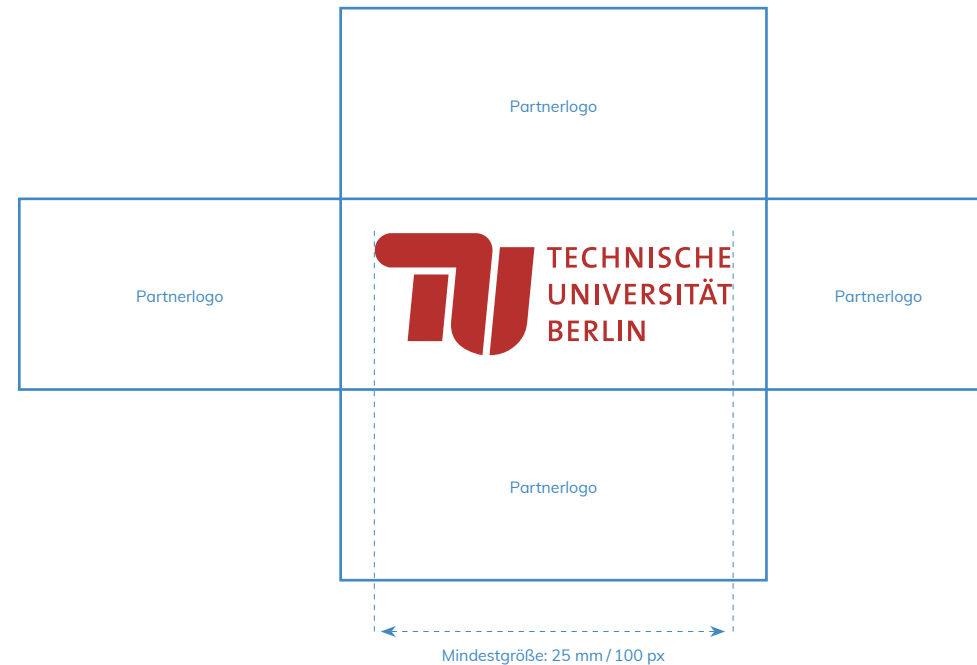 Partnerlogo
Partnerlogo
TECHNISCHE
UNIVERSITÄT
BERLIN
Partnerlogo
Partnerlogo
Mindestgröße: 25 mm / 100 px